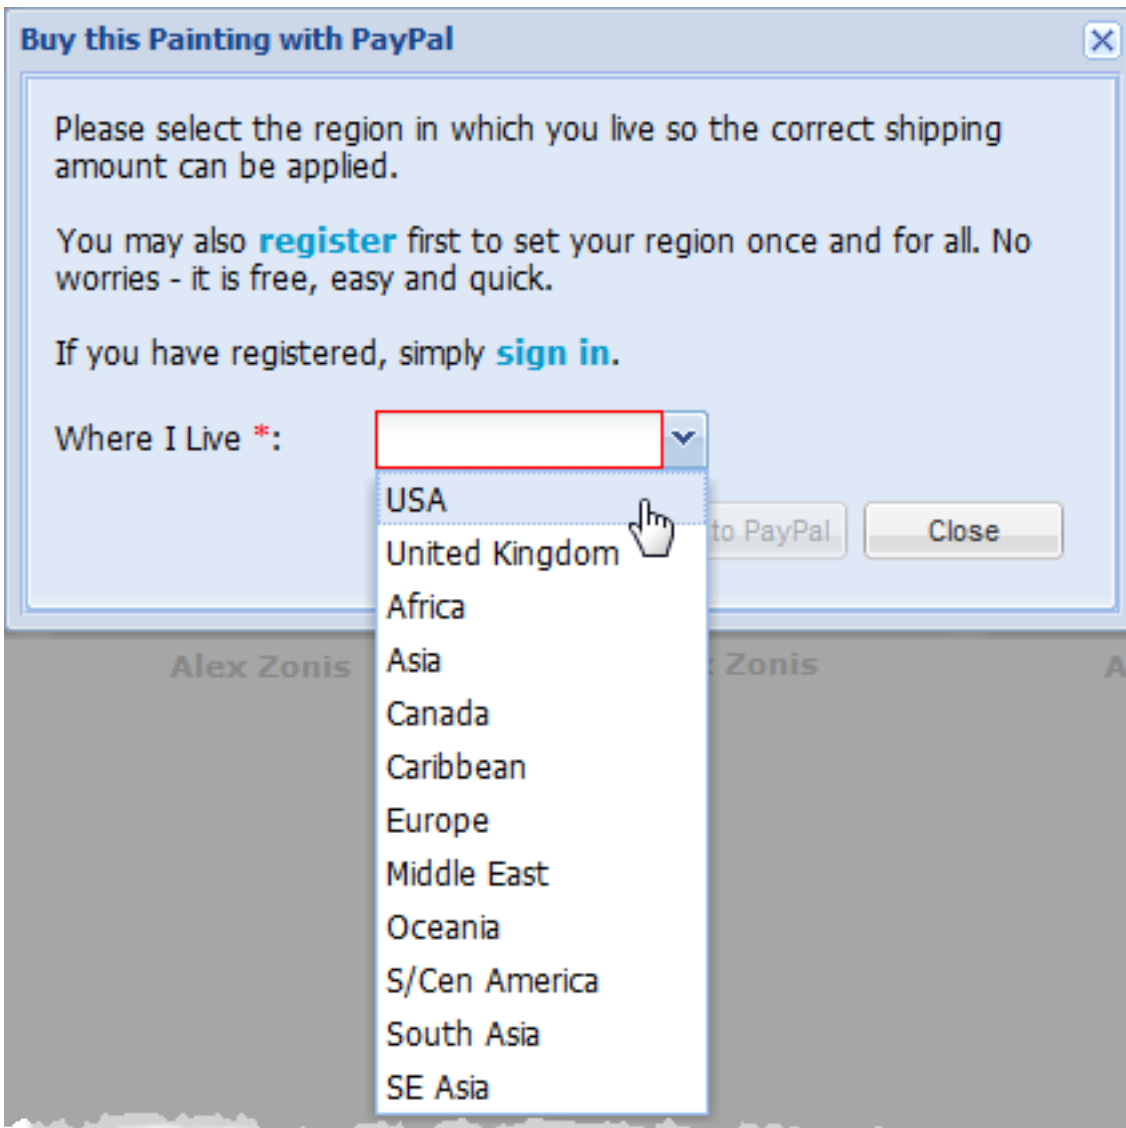 Buy this Painting with PayPal
Please select the region in which you live so the correct shipping
amount can be applied.
You may also register first to set your region once and for all. No
worries - it is free, easy and quick.
If you have registered, simply sign in.
Where I Live *:
USA
to PayPal
Close
United Kingdom
Africa
Alex Zonis
Asia
Zonis
A
Canada
Caribbean
Europe
Middle East
Oceania
S/Cen America
South Asia
SE Asia